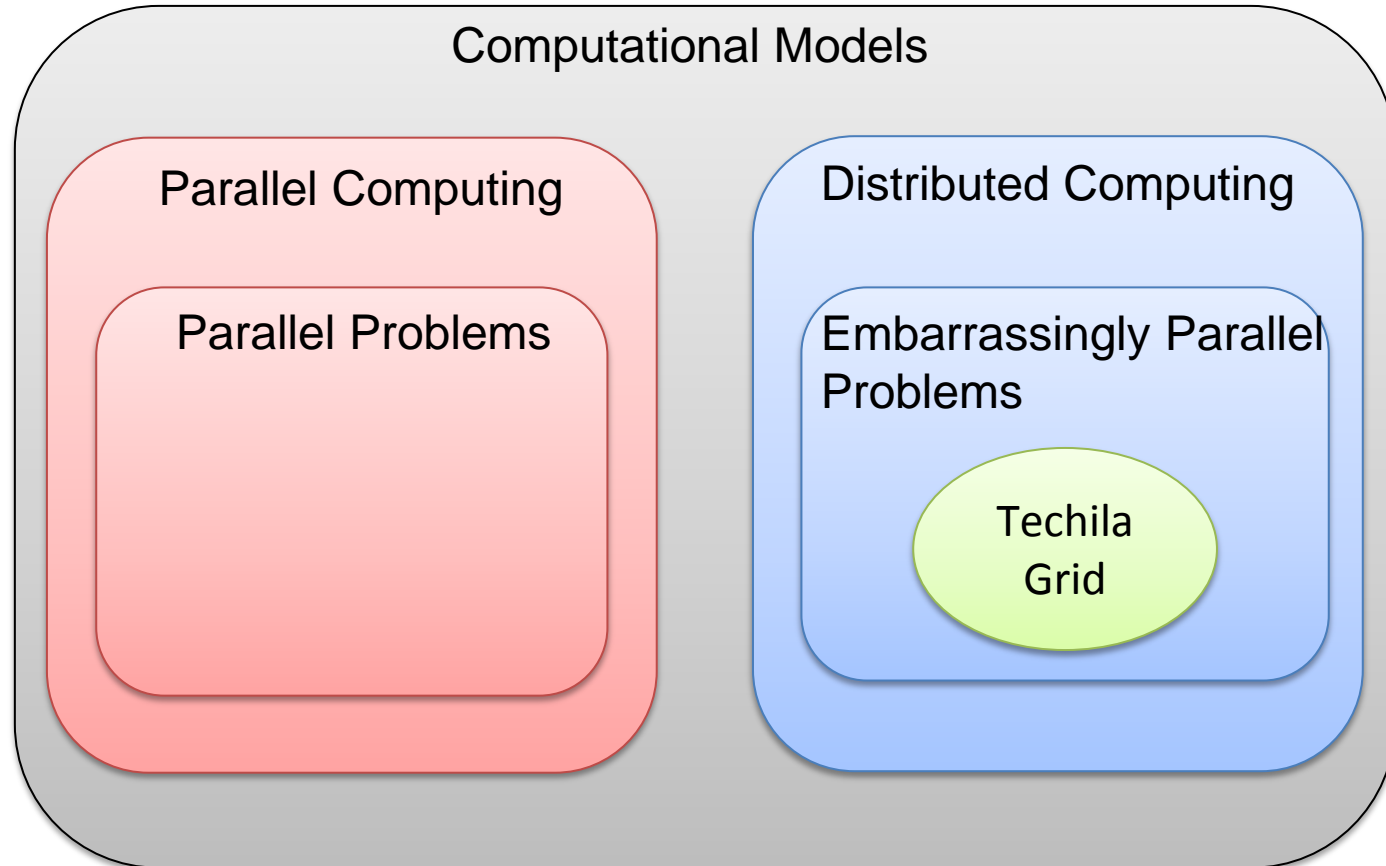 Computational Models
Parallel Computing
Parallel Problems
Distributed Computing
Embarrassingly Parallel
Problems
Techila
Grid